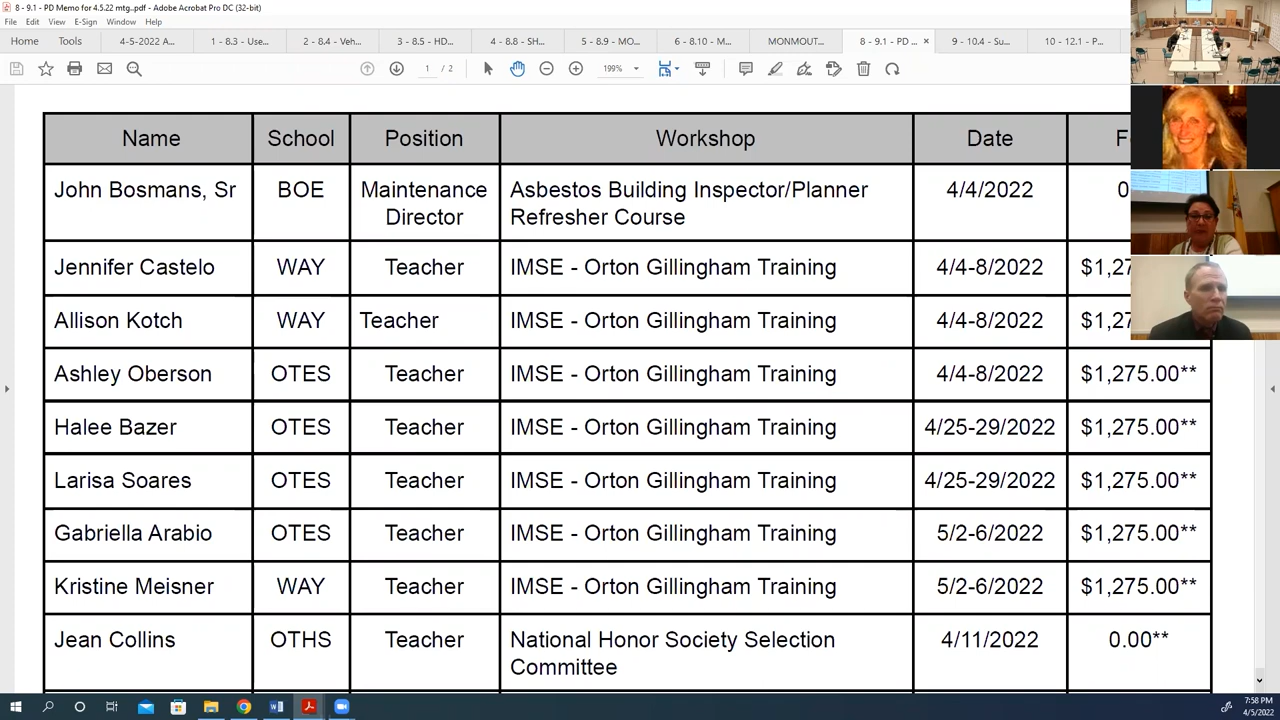 8 - 9.1 - PD Memo for 4.5.22 mtg..pdf - Adobe Acrobat Pro DC (32-bit)
File Edit View E-Sign Window Help
Home Tools 4-5-2022 A... 1 - 8.3 - Use... 2 - 8.4 - Veh... 3 - 8.5 - HD... 5 - 8.9 - MO... 6 - 8.10 - M... MONMOUT... 8 - 9.1 - PD ... × 9 - 10.4 - Su... 10 - 12.1 - P...
1 / 2 199%
Name School Position Workshop Date
John Bosmans, Sr BOE Maintenance Director Asbestos Building Inspector/Planner Refresher Course 4/4/2022
Jennifer Castelo WAY Teacher IMSE - Orton Gillingham Training 4/4-8/2022
Allison Kotch WAY Teacher IMSE - Orton Gillingham Training 4/4-8/2022
Ashley Oberson OTES Teacher IMSE - Orton Gillingham Training 4/4-8/2022 $1,275.00**
Halee Bazer OTES Teacher IMSE - Orton Gillingham Training 4/25-29/2022 $1,275.00**
Larisa Soares OTES Teacher IMSE - Orton Gillingham Training 4/25-29/2022 $1,275.00**
Gabriella Arabio OTES Teacher IMSE - Orton Gillingham Training 5/2-6/2022 $1,275.00**
Kristine Meisner WAY Teacher IMSE - Orton Gillingham Training 5/2-6/2022 $1,275.00**
Jean Collins OTHS Teacher National Honor Society Selection Committee 4/11/2022 0.00**
7:58 PM
4/5/2022